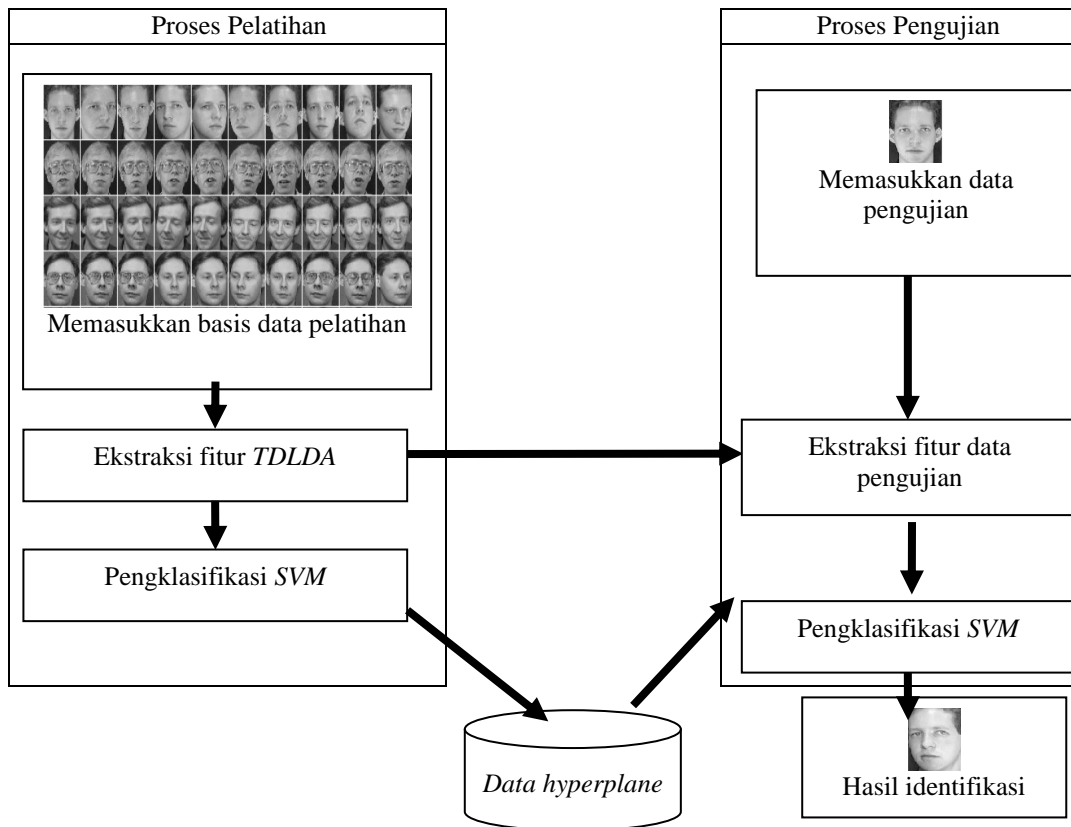 Proses Pelatihan
Memasukkan basis data pelatihan
Ekstraksi fitur TDLDA
Pengklasifikasi SVM
Data hyperplane
Proses Pengujian
Memasukkan data
pengujian
Ekstraksi fitur data
pengujian
Pengklasifikasi SVM
Hasil identifikasi